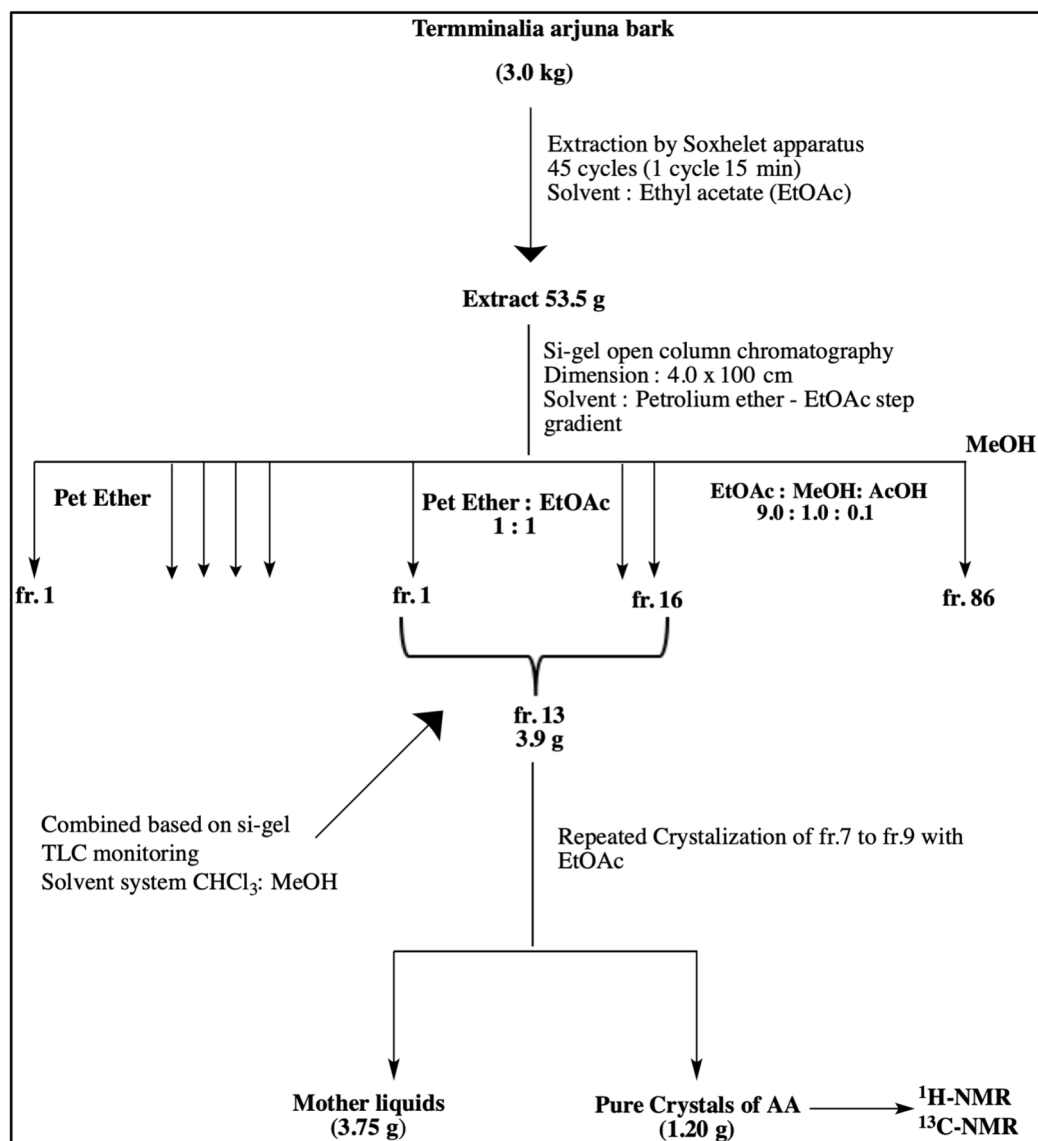 Termminalia arjuna bark
(3.0 kg)
Extraction by Soxhelet apparatus
45 cycles (1 cycle 15 min)
Solvent : Ethyl acetate (EtOAc)
Extract 53.5 g
Si-gel open column chromatography
Dimension : 4.0 x 100 cm
Solvent : Petrolium ether - EtOAc step
gradient
MeOH
Pet Ether
Pet Ether : EtOAc
1 : 1
EtOAc : MeOH: AcOH
9.0 : 1.0 : 0.1
fr. 1
fr. 1
fr. 16
fr. 86
fr. 13
3.9 g
Combined based on si-gel
TLC monitoring
Solvent system CHCl₃: MeOH
Repeated Crystalization of fr.7 to fr.9 with
EtOAc
Mother liquids
(3.75 g)
Pure Crystals of AA
(1.20 g)
¹H-NMR
¹³C-NMR